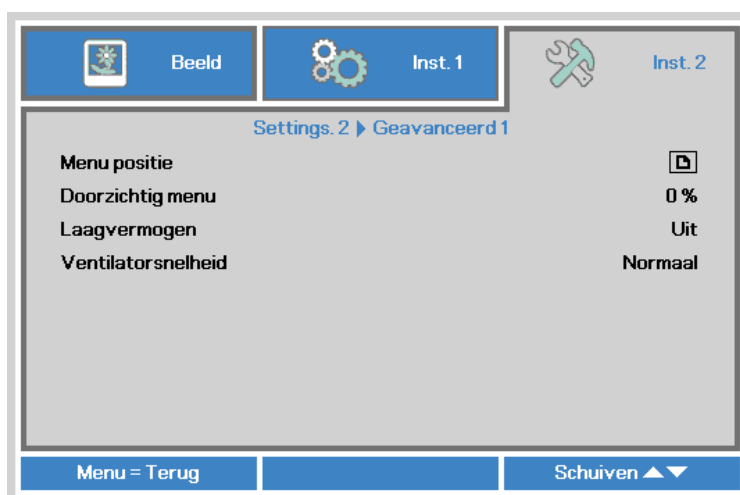 Beeld
Inst. 1
Inst. 2
Settings. 2 Geavanceerd 1
Menu positie
Doorzichtig menu 0 %
Laagvermogen Uit
Ventilatorsnelheid Normaal
Menu = Terug
Schuiven